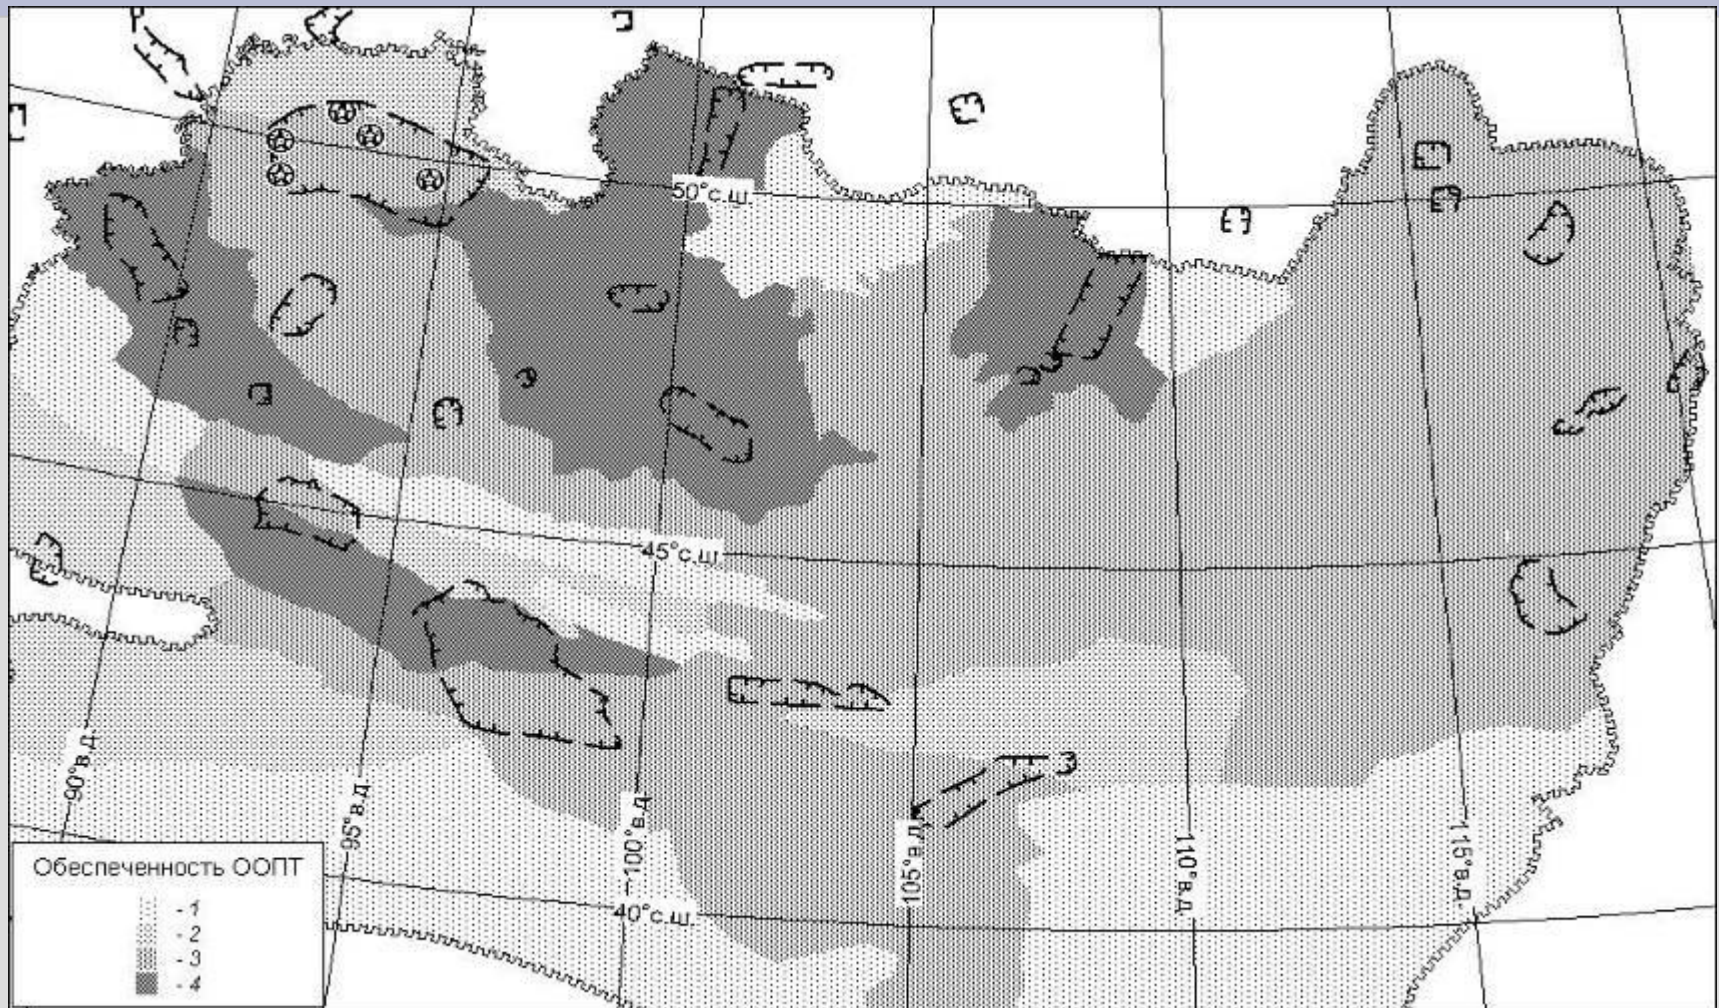 50°с.ш.
45°с.ш
90°в.д.
95°в.д
100°в.д
105°в.д
110°в.д
115°в.д.
40°с.ш.
Обеспеченность ООПТ
- 1
- 2
- 3
- 4